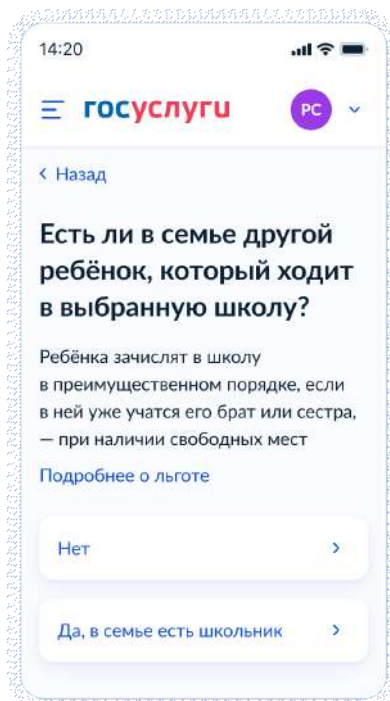 14:20
госуслуги
РС
Назад
Есть ли в семье другой
ребёнок, который ходит
в выбранную школу?
Ребёнка зачислят в школу
в преимущественном порядке, если
в ней уже учатся его брат или сестра,
— при наличии свободных мест
Подробнее о льготе
Нет
Да, в семье есть школьник